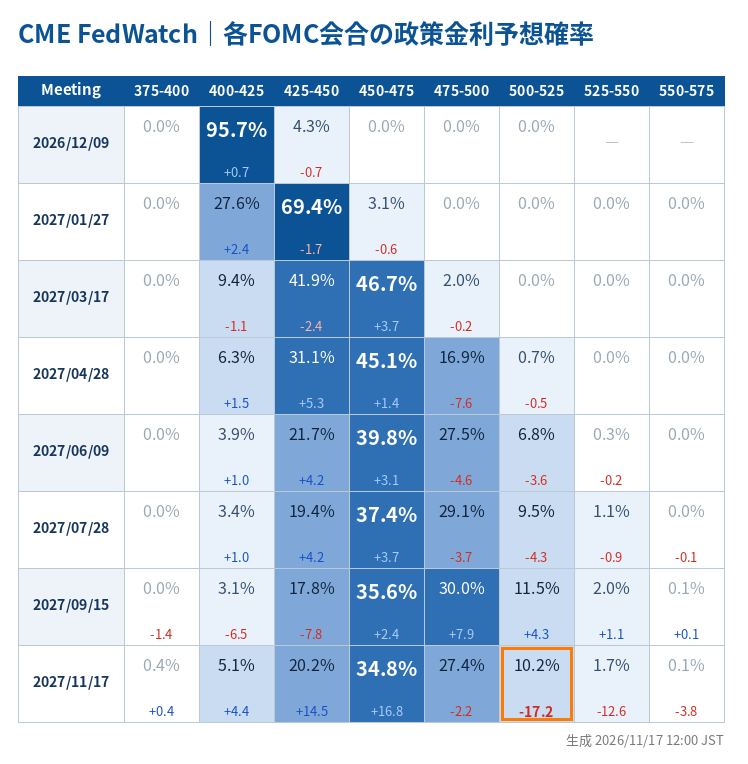 CME FedWatch｜各FOMC会合の政策金利予想確率
Meeting 375-400 400-425 425-450 450-475 475-500 500-525 525-550 550-575
2026/12/09 0.0% 95.7% 4.3% 0.0% 0.0% 0.0% — —
+0.7 -0.7
2027/01/27 0.0% 27.6% 69.4% 3.1% 0.0% 0.0% 0.0% 0.0%
+2.4 -1.7 -0.6
2027/03/17 0.0% 9.4% 41.9% 46.7% 2.0% 0.0% 0.0% 0.0%
-1.1 -2.4 +3.7 -0.2
2027/04/28 0.0% 6.3% 31.1% 45.1% 16.9% 0.7% 0.0% 0.0%
+1.5 +5.3 +1.4 -7.6 -0.5
2027/06/09 0.0% 3.9% 21.7% 39.8% 27.5% 6.8% 0.3% 0.0%
+1.0 +4.2 +3.1 -4.6 -3.6 -0.2
2027/07/28 0.0% 3.4% 19.4% 37.4% 29.1% 9.5% 1.1% 0.0%
+1.0 +4.2 +3.7 -3.7 -4.3 -0.9 -0.1
2027/09/15 0.0% 3.1% 17.8% 35.6% 30.0% 11.5% 2.0% 0.1%
-1.4 -6.5 -7.8 +2.4 +7.9 +4.3 +1.1 +0.1
2027/11/17 0.4% 5.1% 20.2% 34.8% 27.4% 10.2% 1.7% 0.1%
+0.4 +4.4 +14.5 +16.8 -2.2 -17.2 -12.6 -3.8
生成 2026/11/17 12:00 JST